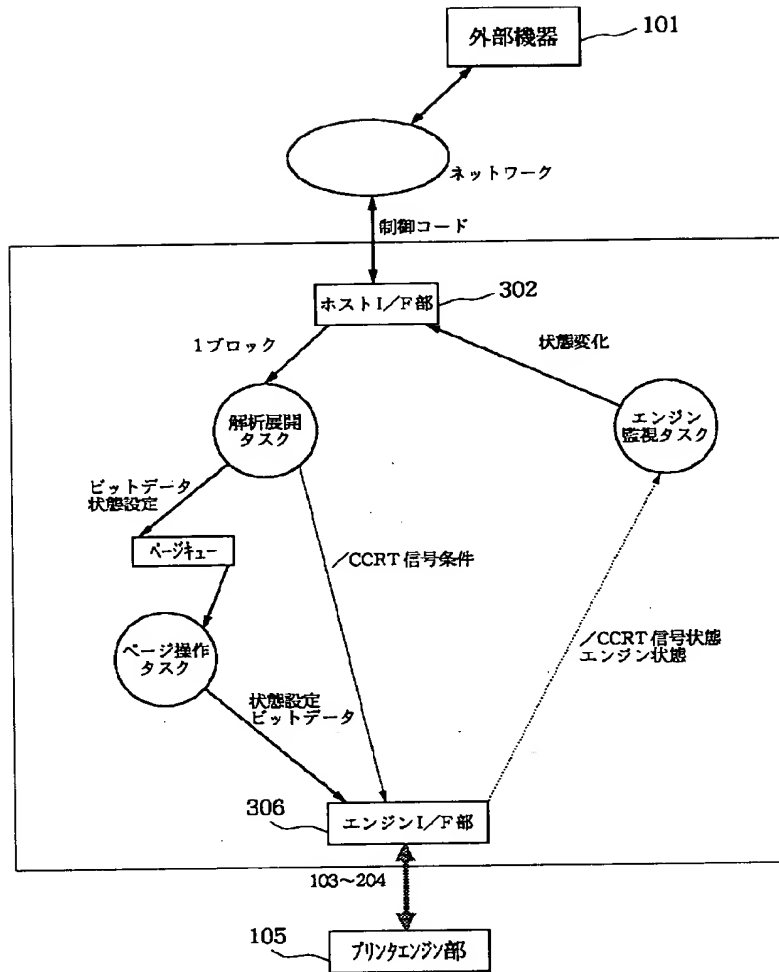 外部機器
101
ネットワーク
制御コード
ホストI/F部
302
1ブロック
状態変化
解析展開
タスク
エンジン
監視タスク
ビットデータ
状態設定
ページキュー
/CCRT信号条件
ページ操作
タスク
/CCRT信号状態
エンジン状態
状態設定
ビットデータ
306
エンジンI/F部
103~204
105
プリンタエンジン部